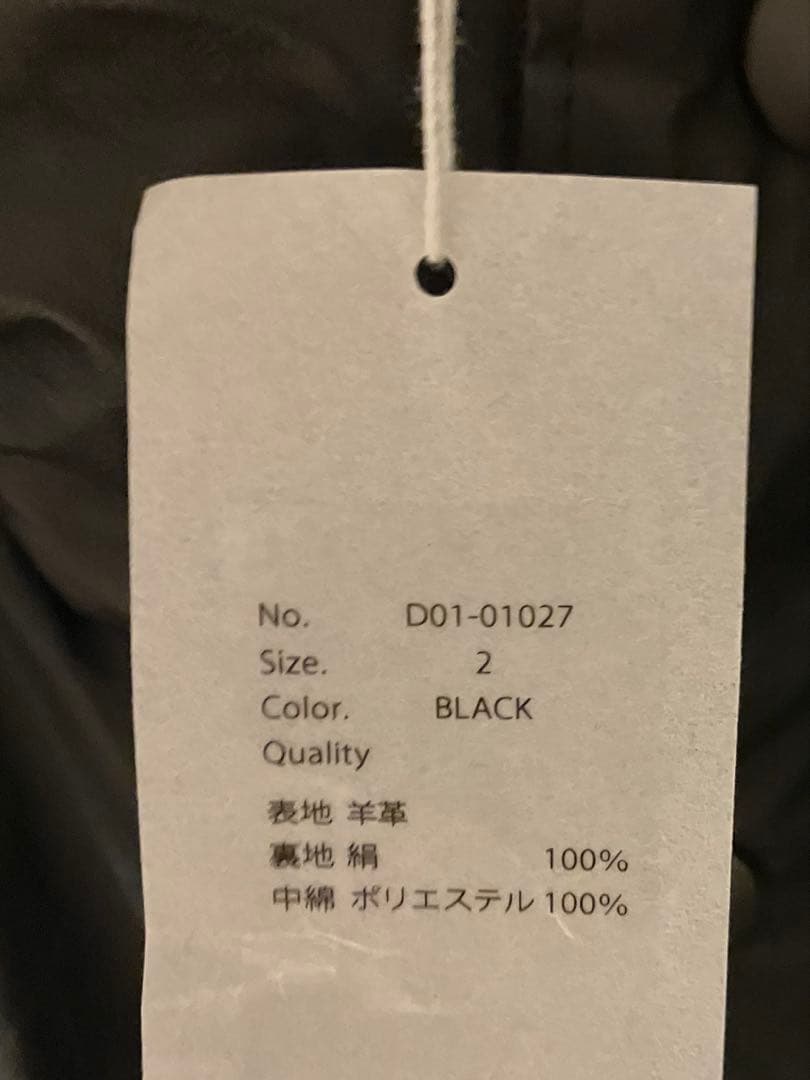 No. D01-01027
Size. 2
Color. BLACK
Quality
表地 羊革
裏地 絹 100%
中綿 ポリエステル 100%